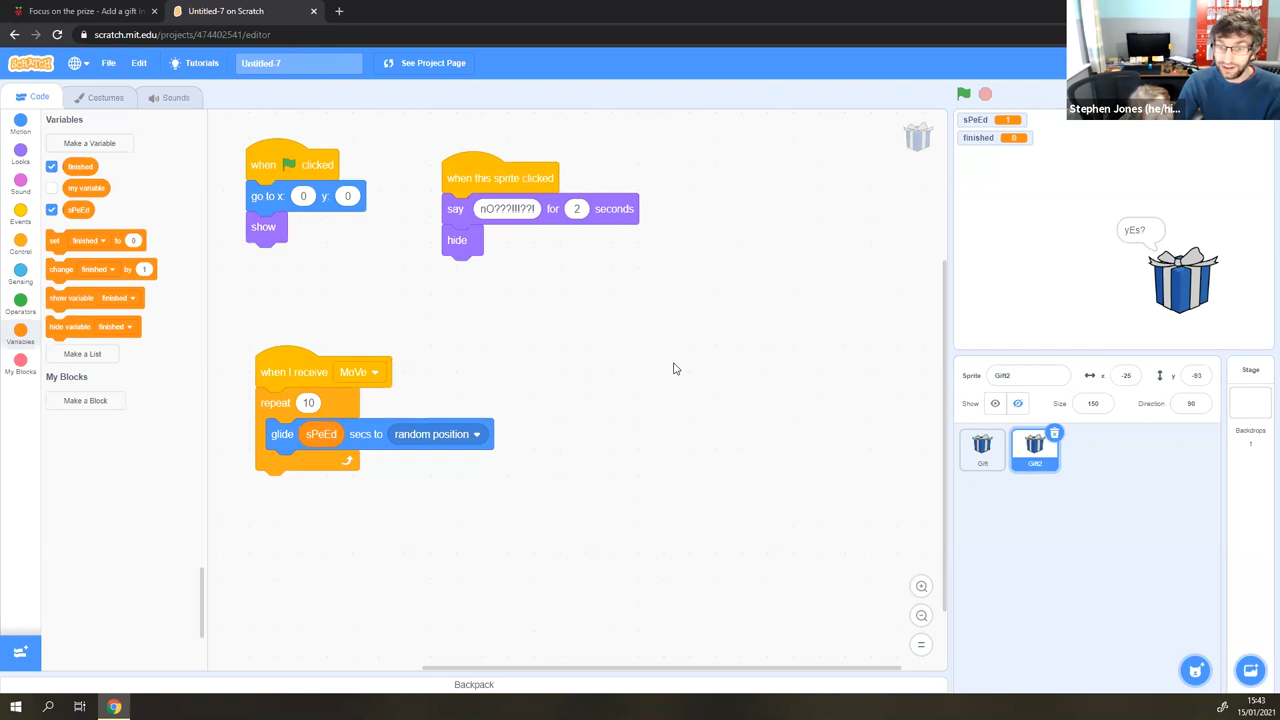 Focus on the prize - Add a gift in
Untitled-7 on Scratch
scratch.mit.edu/projects/474402541/editor
SCRATCH
File
Edit
Tutorials
Untitled-7
See Project Page
Stephen Jones (he/hi...
Code
Costumes
Sounds
Motion
Looks
Sound
Events
Control
Sensing
Operators
Variables
My Blocks
Variables
Make a Variable
finished
my variable
sPeEd
set finished to 0
change finished by 1
show variable finished
hide variable finished
Make a List
My Blocks
Make a Block
when clicked
go to x: 0 y: 0
show
when this sprite clicked
say nO???!!!??! for 2 seconds
hide
when I receive MoVe
repeat 10
glide sPeEd secs to random position
sPeEd 1
finished 0
yEs?
Sprite Gift2 x -25 y -93
Show Size 150 Direction 90
Gift
Gift2
Stage
Backdrops
1
Backpack
15:43
15/01/2021